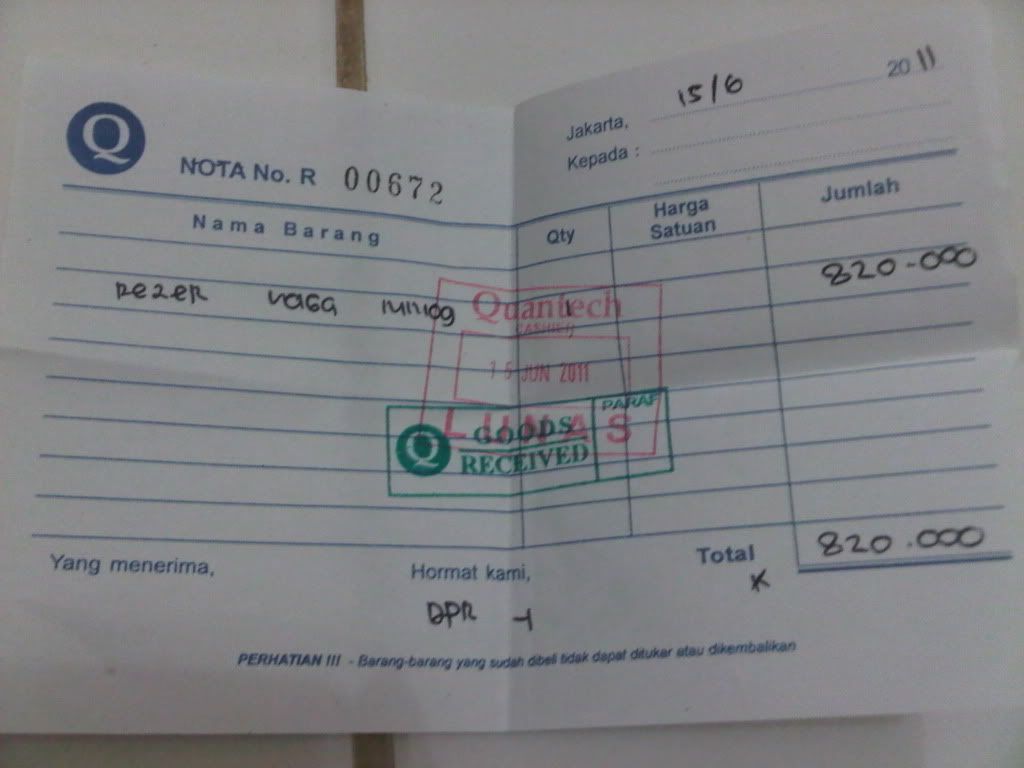 Q
NOTA No. R 00672
Jakarta, 15/6 2011
Kepada :
Nama Barang Qty Harga Satuan Jumlah
820-000
Quantech
CASHIER
15 JUN 2011
LUNAS
PARAF
Q GOODS
RECEIVED
Total 820.000
Yang menerima,
Hormat kami,
PERHATIAN !!! - Barang-barang yang sudah dibeli tidak dapat ditukar atau dikembalikan